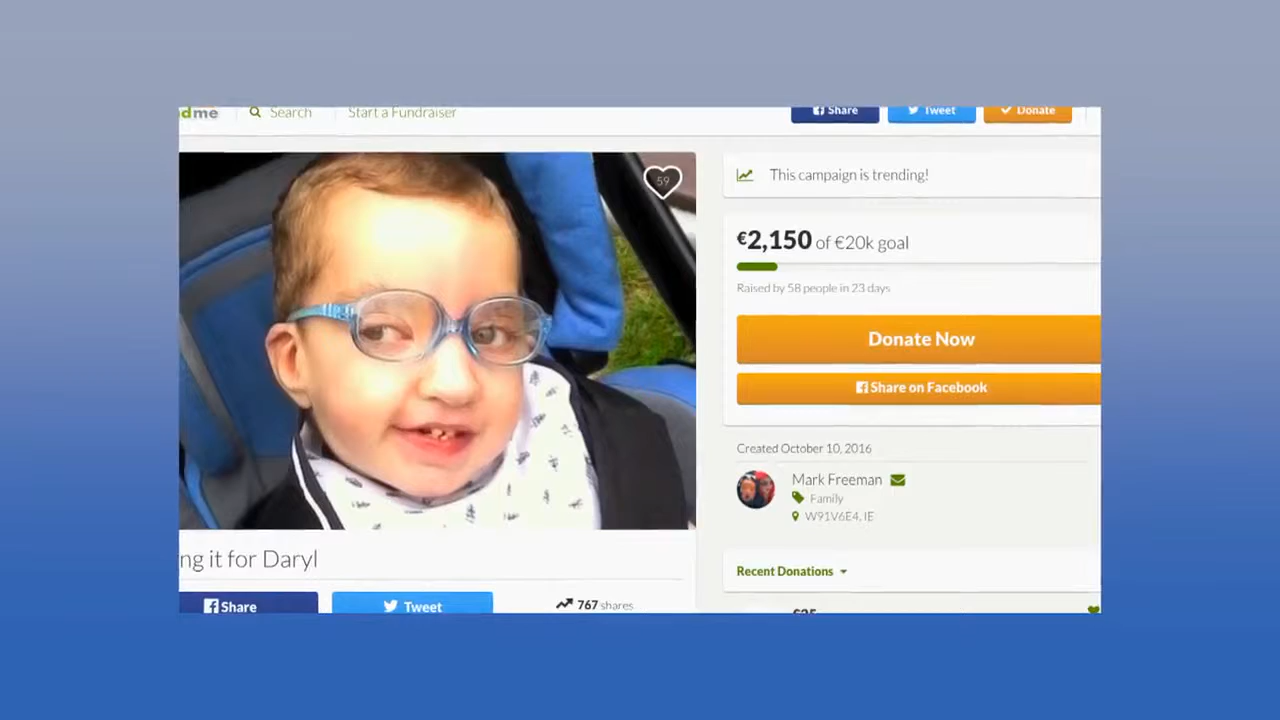 dme
Search
Start a Fundraiser
Share
Tweet
Donate
59
This campaign is trending!
€2,150 of €20k goal
Raised by 58 people in 23 days
Donate Now
Share on Facebook
Created October 10, 2016
Mark Freeman
Family
W91V6E4, IE
ng it for Daryl
Recent Donations
Share
Tweet
767 shares